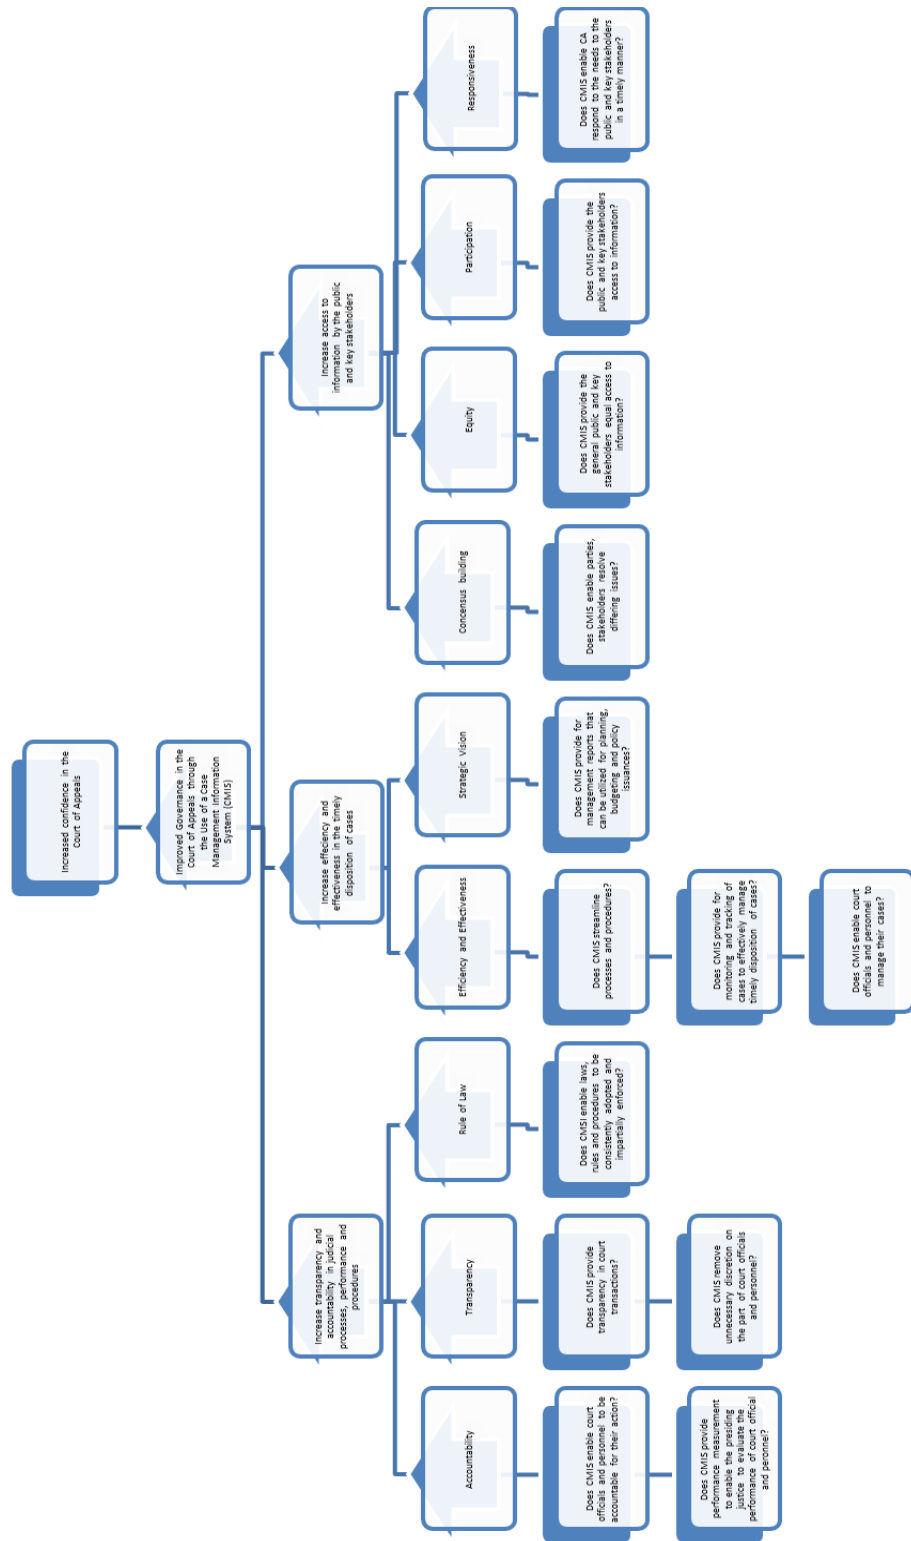 Increased confidence in the
Court of Appeals
Improved Governance in the
Court of Appeals through
the Use of a Case
Management Information
System (CMIS)
Increase transparency and
accountability in judicial
processes, performance and
procedures
Increase effeciency and
effectiveness in the timely
disposition of cases
Increase access to
information by the public
and key stakeholders
Accountability
Transparency
Rule of Law
Efficiency and Effectiveness
Strategic Vision
Concensus building
Equity
Participation
Responsiveness
Does CMIS enable court
officials and personnel to be
accountable for their action?
Does CMIS provide
transparency in court
transactions?
Does CMSI enable laws,
rules and procedures to be
consistently adopted and
impartially enforced?
Does CMIS streamline
processes and procedures?
Does CMIS provide for
management reports that
can be utilized for planning,
budgeting and policy
issuances?
Does CMIS enable parties,
stakeholders resolve
differing issues?
Does CMIS provide the
general public and key
stakeholders equal access to
information?
Does CMIS provide the
public and key stakeholders
access to information?
Does CMIS enable CA
respond to the needs to the
public and key stakeholders
in a timely manner?
Does CMIS provide
performance measurement
to enable the presiding
justice to evaluate the
performance of court official
and peronnel?
Does CMIS remove
unnecessary discretion on
the part of court officials
and personnel?
Does CMIS provide for
monitoring and tracking of
cases to effectively manage
timely disposition of cases?
Does CMIS enable court
officials and personnel to
manage their cases?